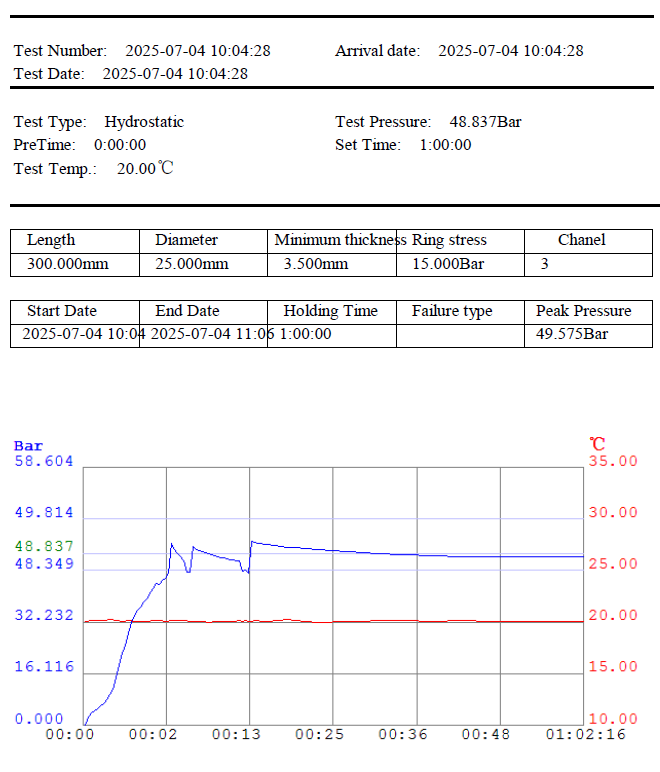 Test Number: 2025-07-04 10:04:28 Arrival date: 2025-07-04 10:04:28
Test Date: 2025-07-04 10:04:28
Test Type: Hydrostatic Test Pressure: 48.837Bar
PreTime: 0:00:00 Set Time: 1:00:00
Test Temp.: 20.00℃
Length Diameter Minimum thickness Ring stress Chanel
300.000mm 25.000mm 3.500mm 15.000Bar 3
Start Date End Date Holding Time Failure type Peak Pressure
2025-07-04 10:04 2025-07-04 11:06 1:00:00 49.575Bar
Bar ℃
58.604 35.00
49.814 30.00
48.837
48.349 25.00
32.232 20.00
16.116 15.00
0.000 10.00
00:00 00:02 00:13 00:25 00:36 00:48 01:02:16